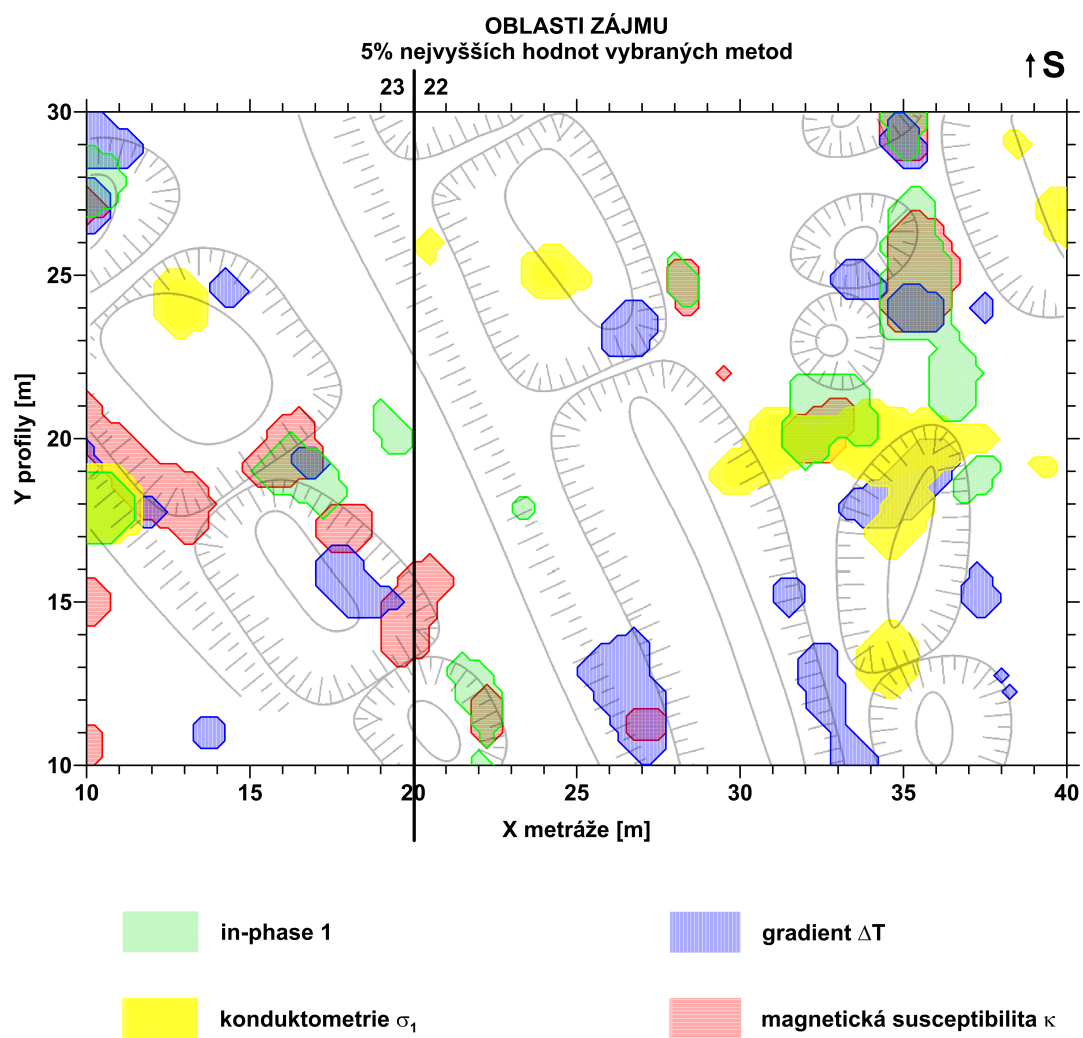 OBLASTI ZÁJMU
5% nejvyšších hodnot vybraných metod
↑ S
23 22
30
25
20
15
10
Y profily [m]
10 15 20 25 30 35 40
X metráže [m]
in-phase 1 gradient ΔT
konduktometrie σ₁ magnetická susceptibilita κ